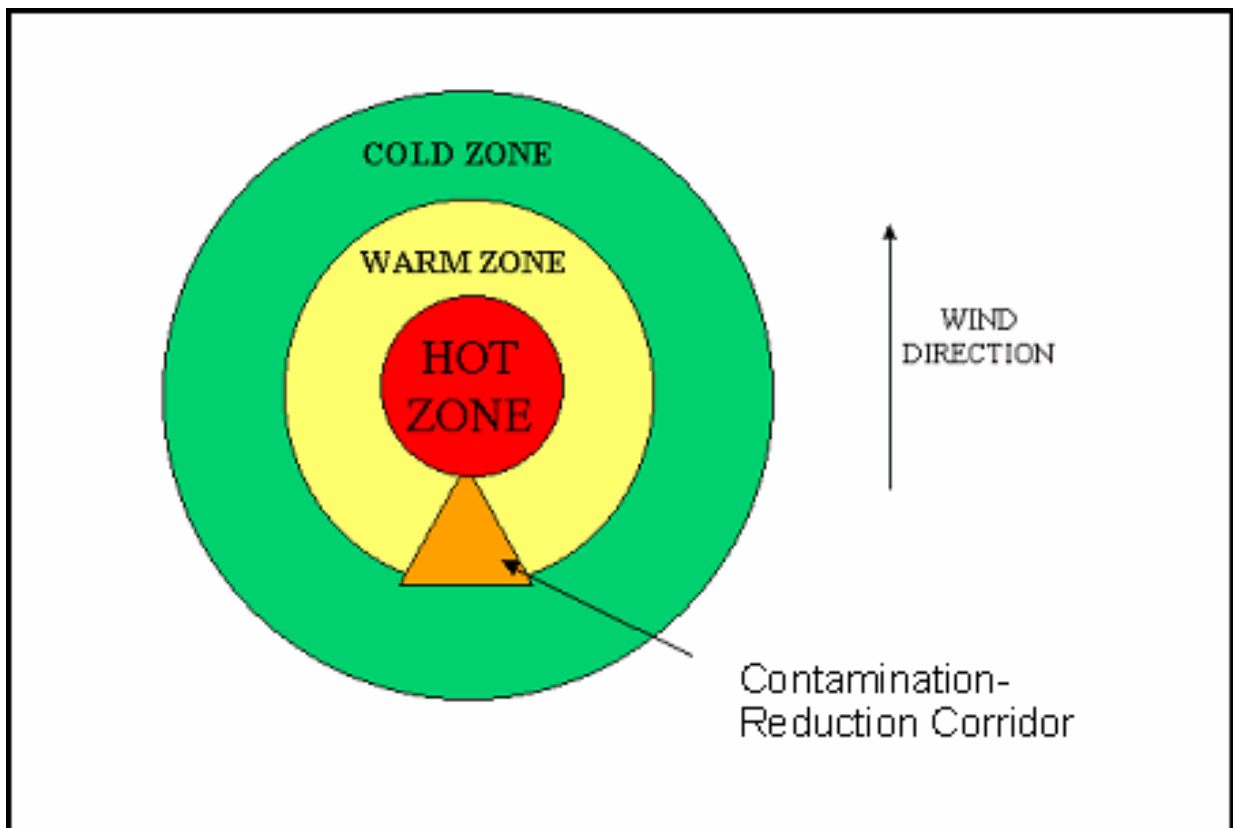 COLD ZONE
WARM ZONE
HOT
ZONE
WIND
DIRECTION
Contamination-
Reduction Corridor